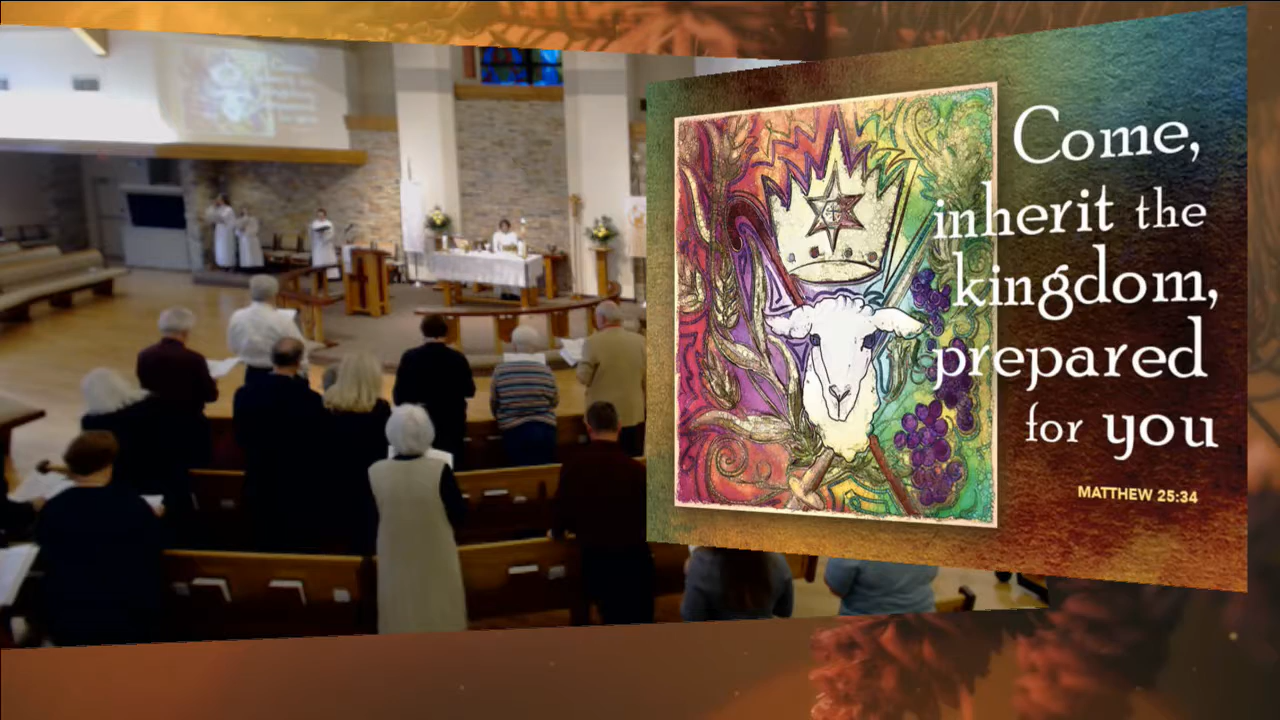 Come,
inherit the
kingdom,
prepared
for you
MATTHEW 25:34